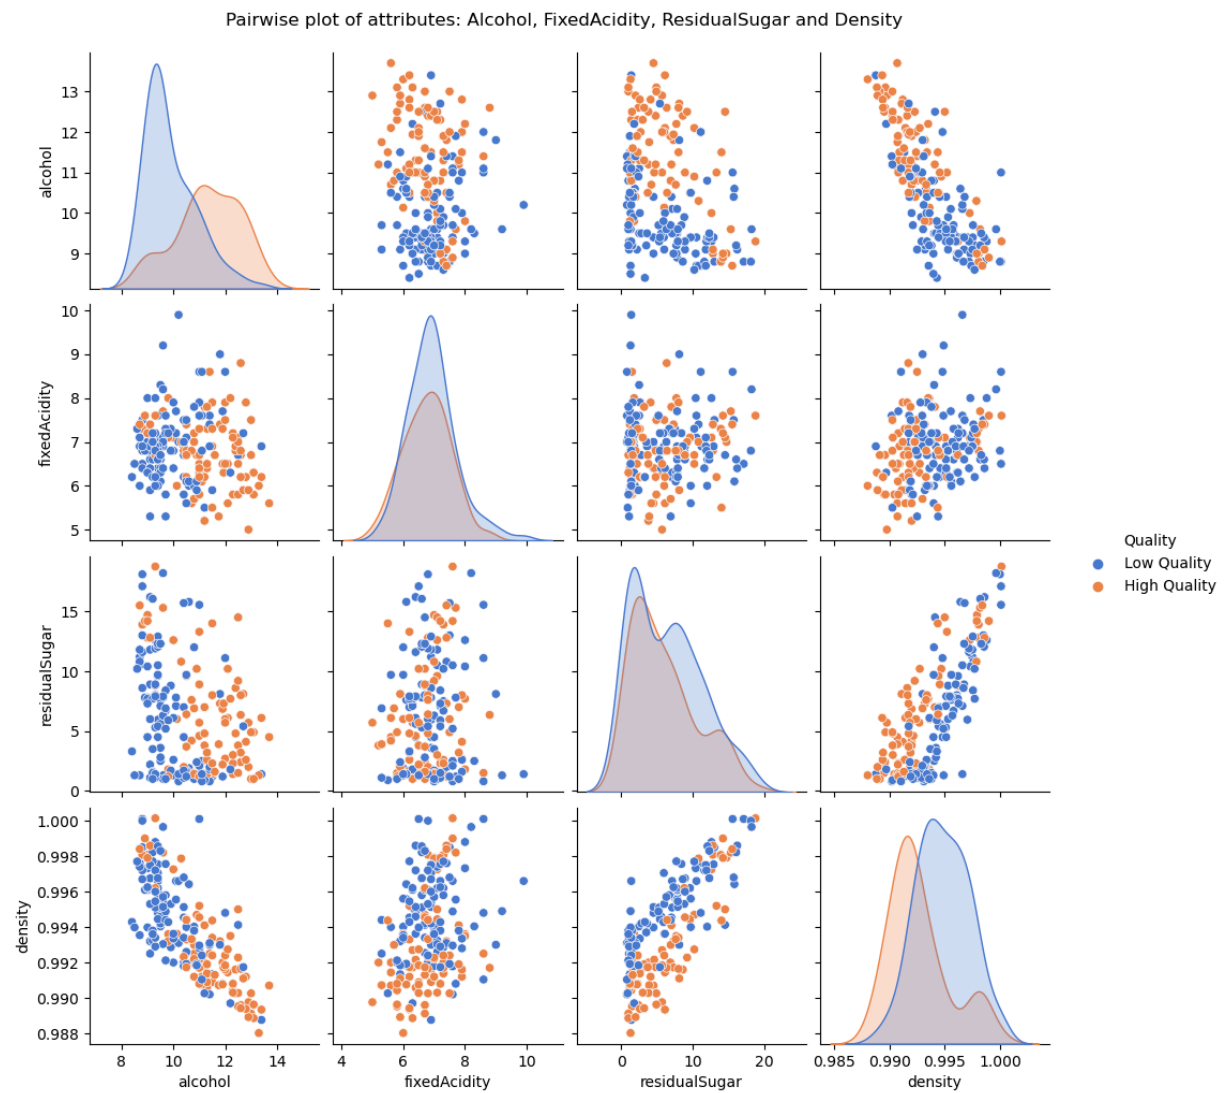 Pairwise plot of attributes: Alcohol, FixedAcidity, ResidualSugar and Density
13
12
11
10
9
alcohol
10
9
8
7
6
5
fixedAcidity
Quality
Low Quality
High Quality
15
10
5
0
residualSugar
1.000
0.998
0.996
0.994
0.992
0.990
0.988
density
8 10 12 14
alcohol
4 6 8 10
fixedAcidity
0 10 20
residualSugar
0.985 0.990 0.995 1.000
density